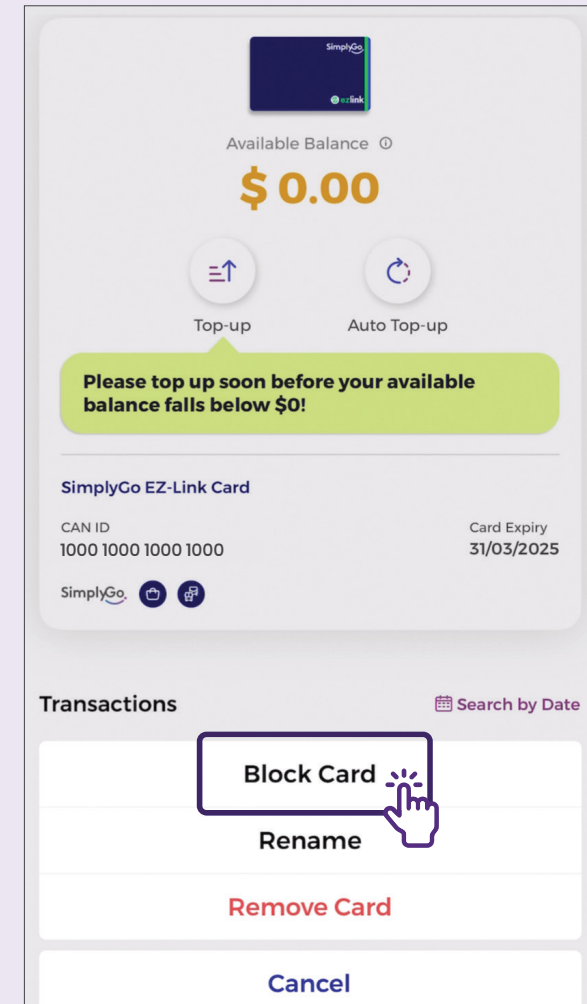 SimplyGo
ezlink
Available Balance
$ 0.00
Top-up
Auto Top-up
Please top up soon before your available
balance falls below $0!
SimplyGo EZ-Link Card
CAN ID
Card Expiry
1000 1000 1000 1000
31/03/2025
SimplyGo.
Transactions
Search by Date
Block Card
Rename
Remove Card
Cancel